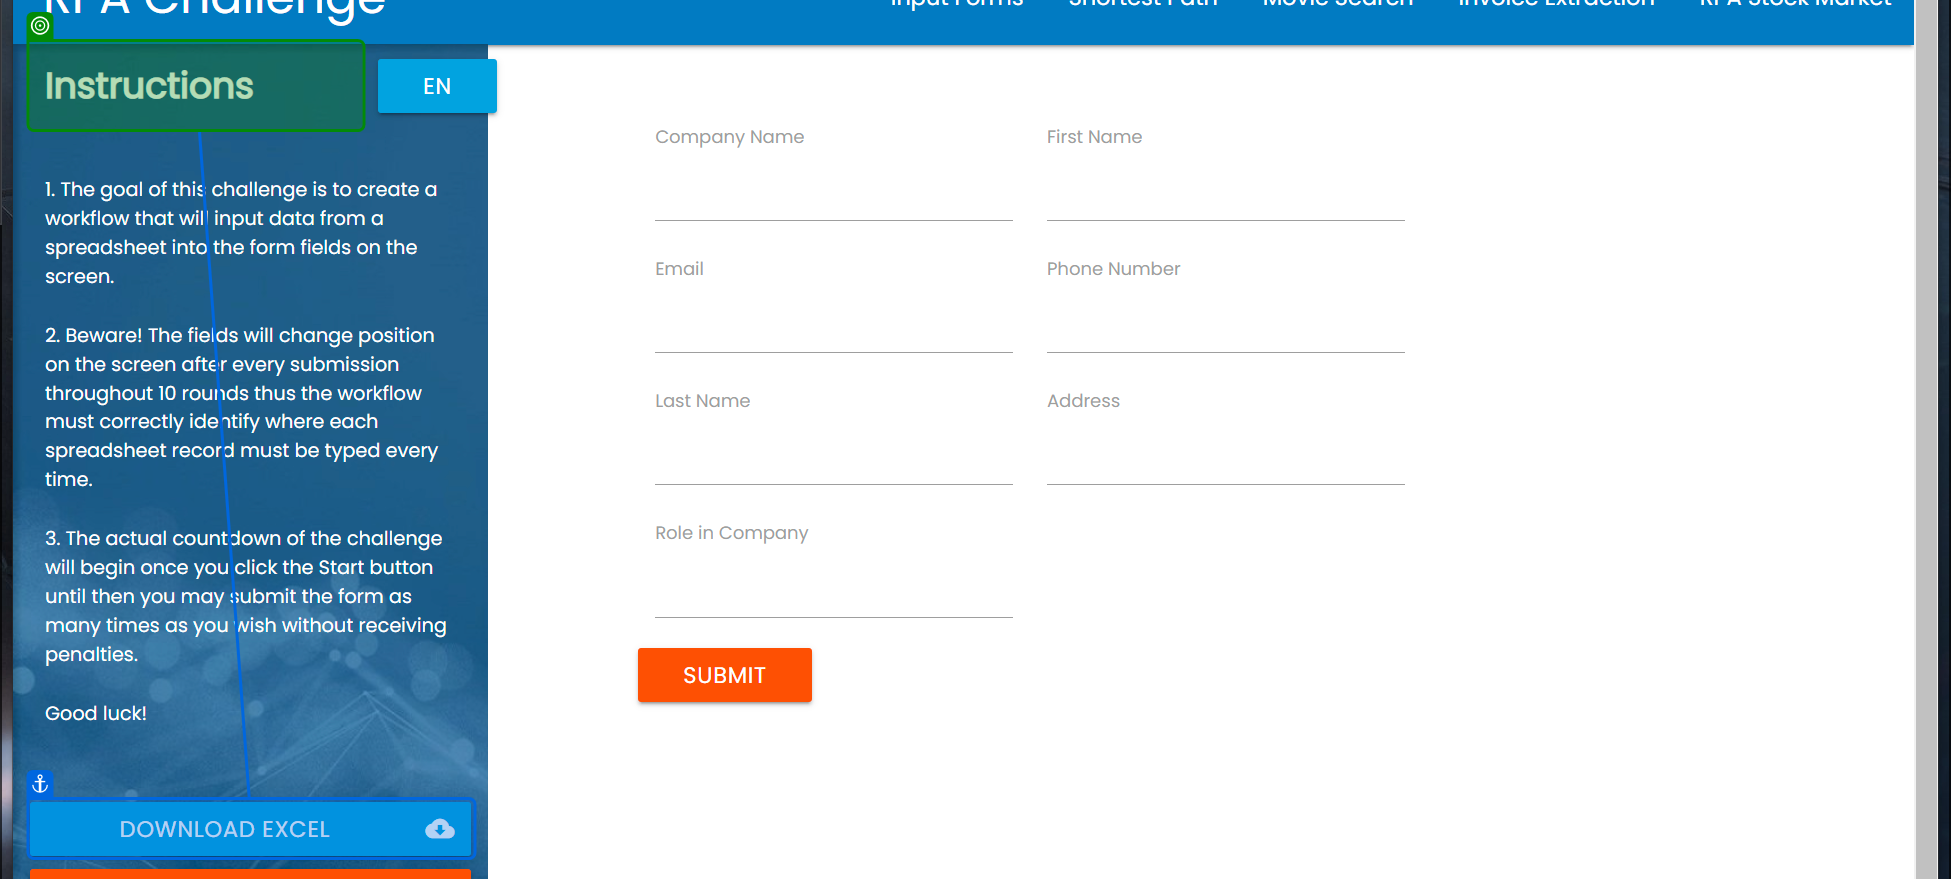 RPA Challenge
Input Forms Shortest Path Movie Search Invoice Extraction RPA Stock Market
Instructions
EN
1. The goal of this challenge is to create a
workflow that will input data from a
spreadsheet into the form fields on the
screen.
2. Beware! The fields will change position
on the screen after every submission
throughout 10 rounds thus the workflow
must correctly identify where each
spreadsheet record must be typed every
time.
3. The actual countdown of the challenge
will begin once you click the Start button
until then you may submit the form as
many times as you wish without receiving
penalties.
Good luck!
DOWNLOAD EXCEL
Company Name First Name
Email Phone Number
Last Name Address
Role in Company
SUBMIT